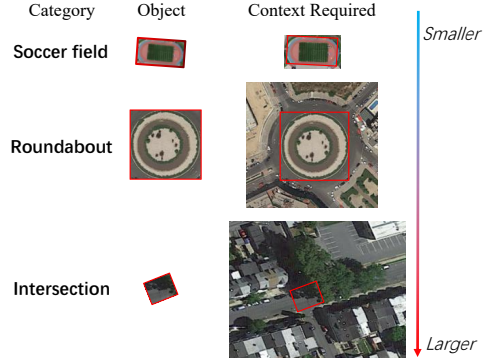 Category Object Context Required
Smaller
Soccer field
Roundabout
Intersection
Larger